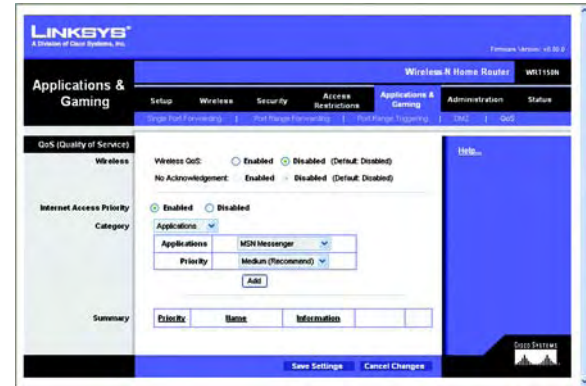 LINKSYS®
A Division of Cisco Systems, Inc.
Firmware Version: v0.00.0
Wireless-N Home Router WRT150N
Applications & Gaming
Setup Wireless Security Access Restrictions Applications & Gaming Administration Status
Single Port Forwarding | Port Range Forwarding | Port Range Triggering | DMZ | QoS
QoS (Quality of Service)
Help...
Wireless
Wireless QoS: Enabled Disabled (Default: Disabled)
No Acknowledgement: Enabled Disabled (Default: Disabled)
Internet Access Priority
Enabled Disabled
Category
Applications
Applications MSN Messenger
Priority Medium (Recommend)
Add
Summary
Priority Name Information
CISCO SYSTEMS
Save Settings Cancel Changes